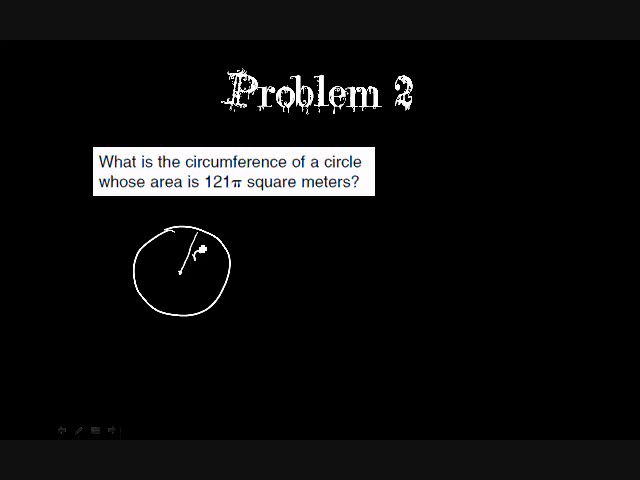 Problem 2
What is the circumference of a circle
whose area is 121π square meters?
r